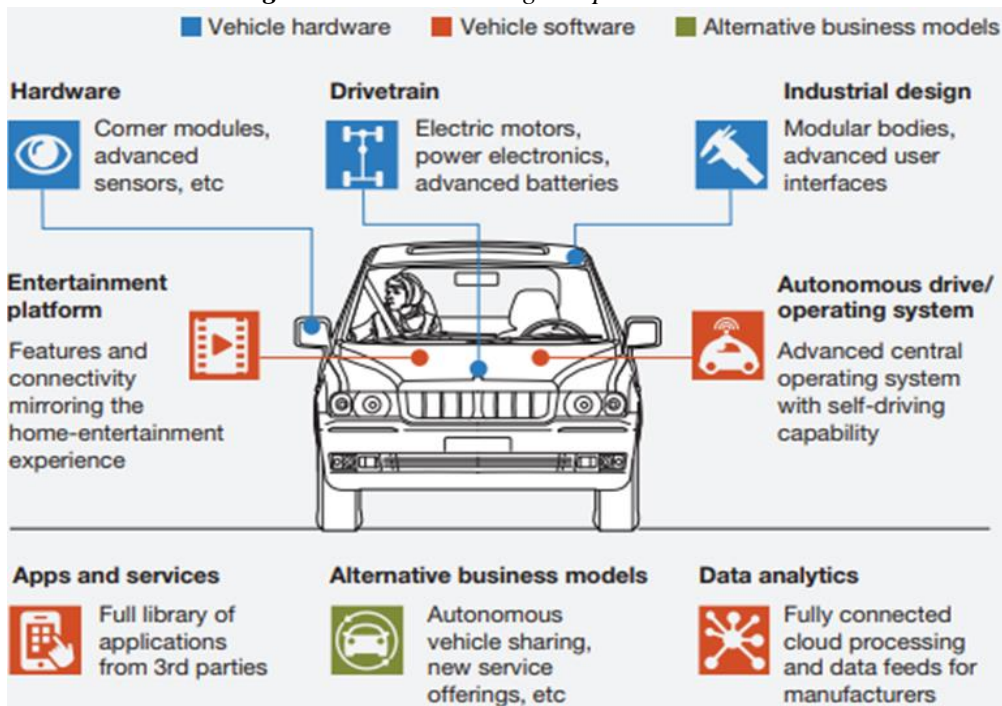 Vehicle hardware
Vehicle software
Alternative business models
Hardware
Corner modules,
advanced
sensors, etc
Drivetrain
Electric motors,
power electronics,
advanced batteries
Industrial design
Modular bodies,
advanced user
interfaces
Entertainment
platform
Features and
connectivity
mirroring the
home-entertainment
experience
Autonomous drive/
operating system
Advanced central
operating system
with self-driving
capability
Apps and services
Full library of
applications
from 3rd parties
Alternative business models
Autonomous
vehicle sharing,
new service
offerings, etc
Data analytics
Fully connected
cloud processing
and data feeds for
manufacturers